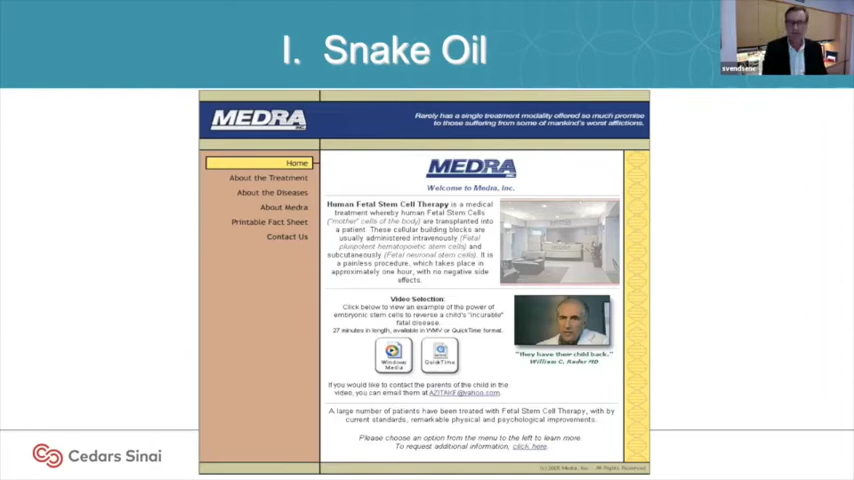 I. Snake Oil
svendsenc
MEDRA
INC
Rarely has a single treatment modality offered so much promise
to those suffering from some of mankind's worst afflictions.
Home
About the Treatment
About the Diseases
About Medra
Printable Fact Sheet
Contact Us
MEDRA
INC
Welcome to Medra, Inc.
Human Fetal Stem Cell Therapy is a medical
treatment whereby human Fetal Stem Cells
("mother" cells of the body) are transplanted into
a patient. These cellular building blocks are
usually administered intravenously (Fetal
pluripotent hematopoietic stem cells) and
subcutaneously (Fetal neuronal stem cells). It is
a painless procedure, which takes place in
approximately one hour, with no negative side
effects.
Video Selection:
Click below to view an example of the power of
embryonic stem cells to reverse a child's "incurable"
fatal disease.
27 minutes in length, available in WMV or QuickTime format.
Windows
Media
QuickTime
"They have their child back."
William C. Rader MD
If you would like to contact the parents of the child in the
video, you can email them at AZITAKF@yahoo.com.
A large number of patients have been treated with Fetal Stem Cell Therapy, with by
current standards, remarkable physical and psychological improvements.
Please choose an option from the menu to the left to learn more.
To request additional information, click here.
Medra, Inc. All Rights Reserved
Cedars Sinai